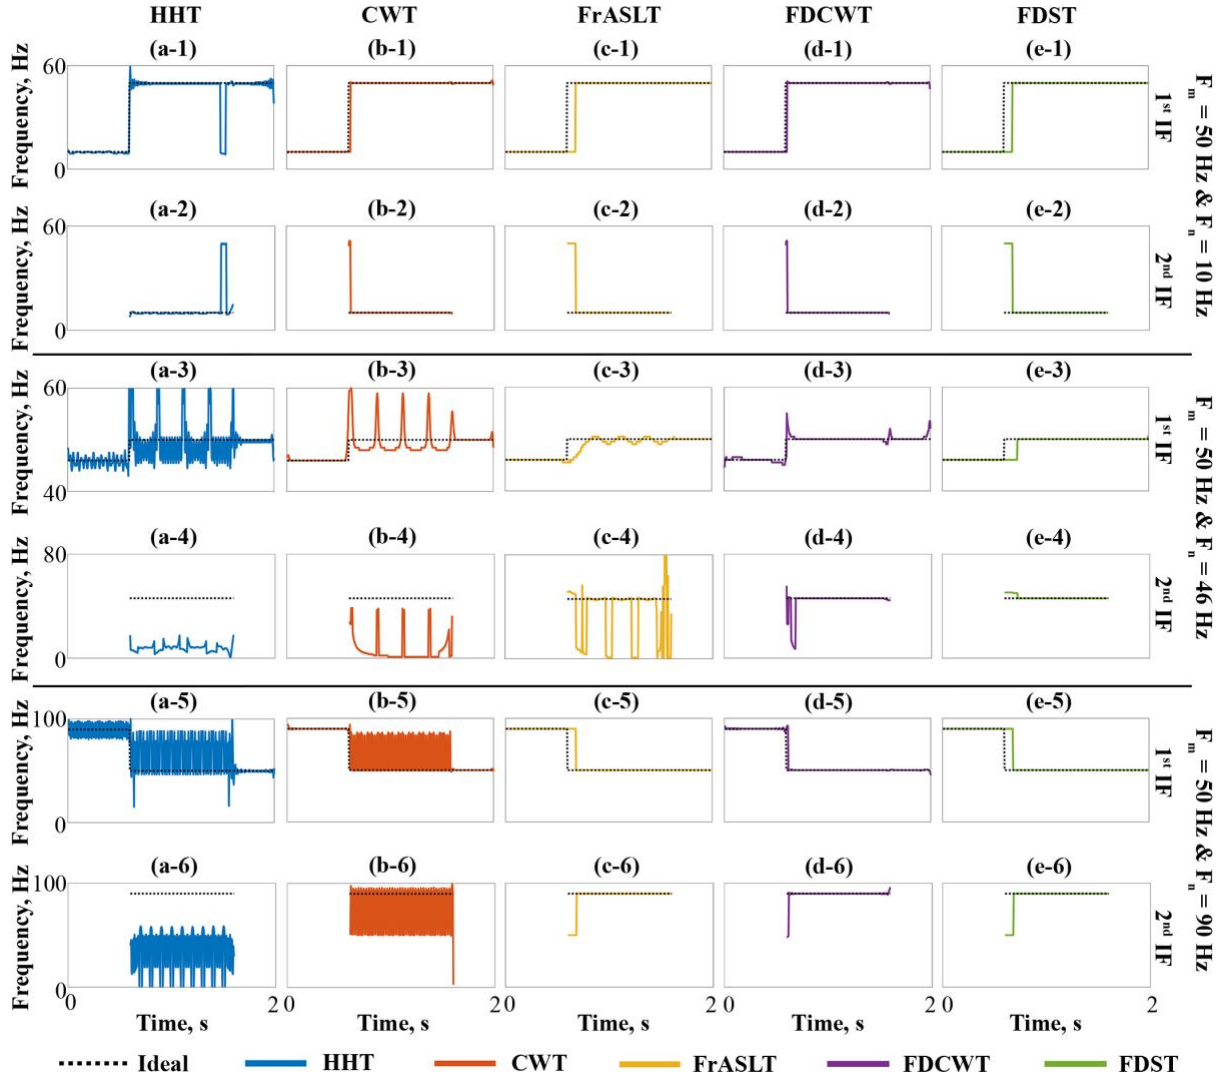 HHT CWT FrASLT FDCWT FDST
(a-1) (b-1) (c-1) (d-1) (e-1)
Frequency, Hz
60
0
1st IF
(a-2) (b-2) (c-2) (d-2) (e-2)
Frequency, Hz
60
0
2nd IF
Fm = 50 Hz & Fn = 10 Hz
(a-3) (b-3) (c-3) (d-3) (e-3)
Frequency, Hz
60
40
1st IF
(a-4) (b-4) (c-4) (d-4) (e-4)
Frequency, Hz
80
0
2nd IF
Fm = 50 Hz & Fn = 46 Hz
(a-5) (b-5) (c-5) (d-5) (e-5)
Frequency, Hz
100
0
1st IF
(a-6) (b-6) (c-6) (d-6) (e-6)
Frequency, Hz
100
0
2nd IF
Fm = 50 Hz & Fn = 90 Hz
0 2 0 2 0 2 0 2 0 2
Time, s Time, s Time, s Time, s Time, s
Ideal HHT CWT FrASLT FDCWT FDST